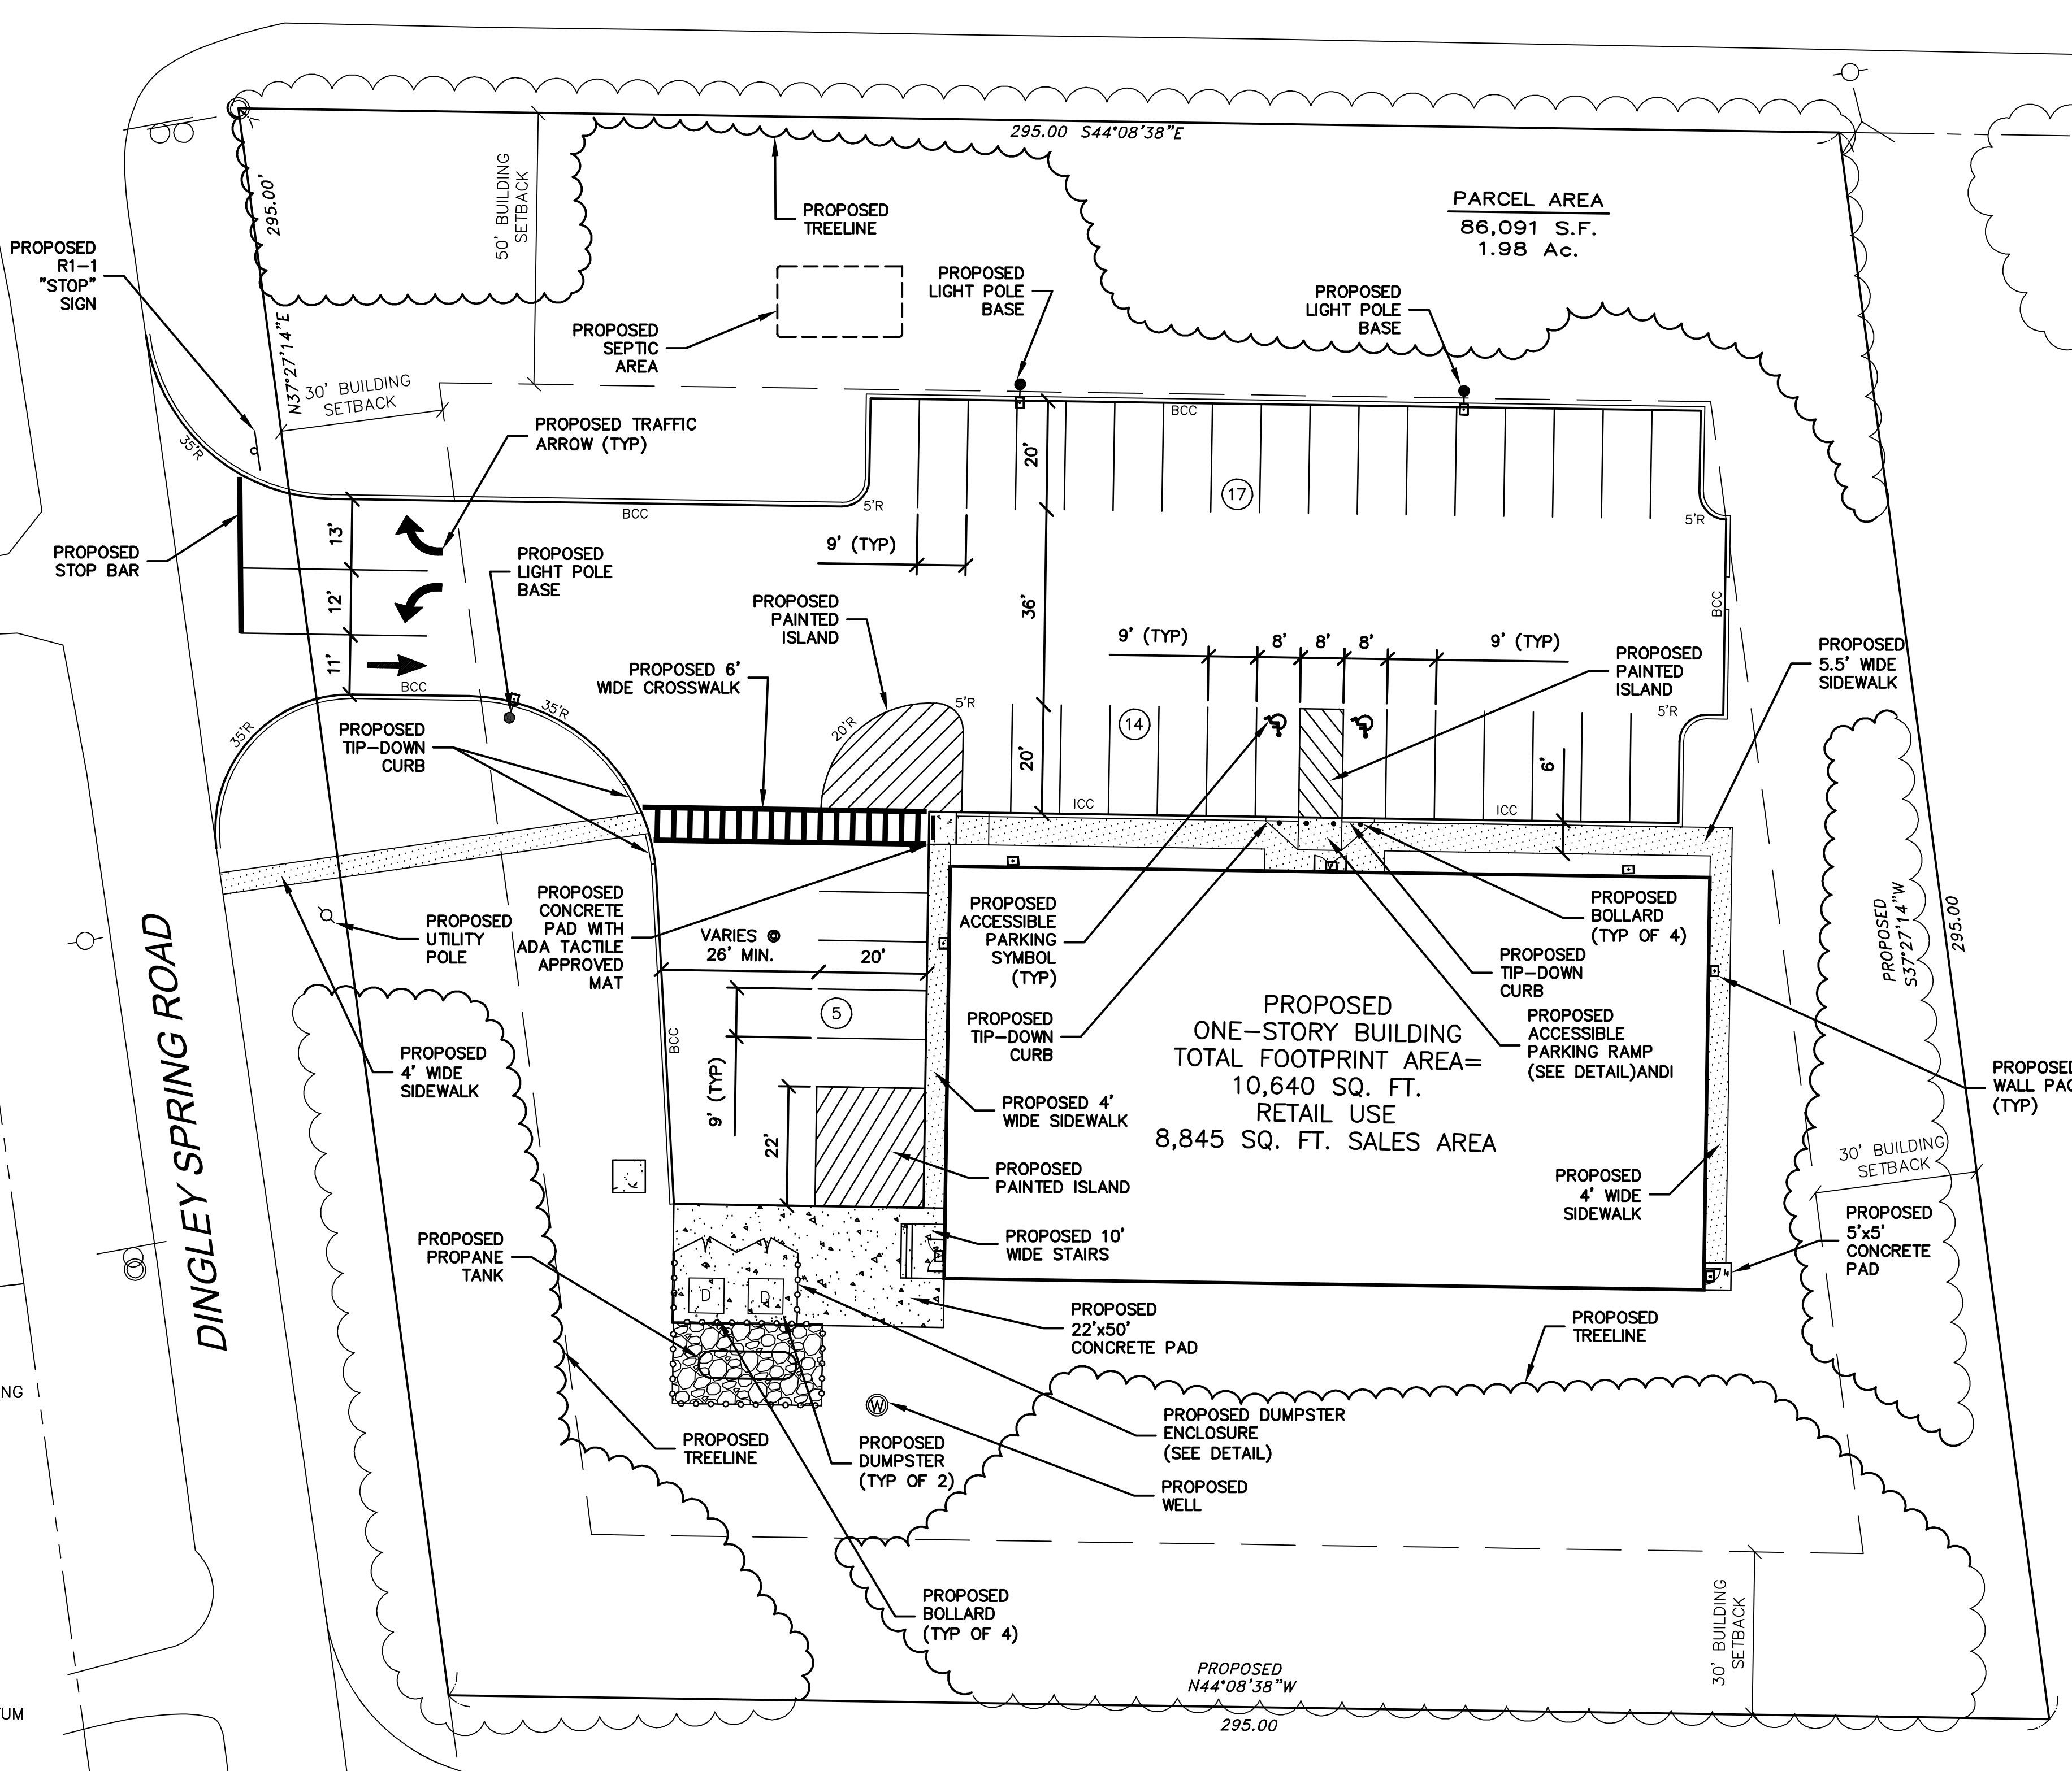 295.00 S44°08'38"E
295.00'
N37°27'14"E
50' BUILDING
SETBACK
PROPOSED
TREELINE
PARCEL AREA
86,091 S.F.
1.98 Ac.
PROPOSED
R1-1
"STOP"
SIGN
PROPOSED
SEPTIC
AREA
PROPOSED
LIGHT POLE
BASE
PROPOSED
LIGHT POLE
BASE
30' BUILDING
SETBACK
35'R
PROPOSED TRAFFIC
ARROW (TYP)
BCC
20'
17
5'R
5'R
BCC
PROPOSED
STOP BAR
13'
12'
11'
PROPOSED
LIGHT POLE
BASE
9' (TYP)
36'
BCC
PROPOSED
PAINTED
ISLAND
9' (TYP)
8'
8'
8'
9' (TYP)
PROPOSED
PAINTED
ISLAND
PROPOSED
5.5' WIDE
SIDEWALK
PROPOSED 6'
WIDE CROSSWALK
BCC
35'R
35'R
PROPOSED
TIP-DOWN
CURB
20'R
5'R
14
5'R
20'
6'
ICC
ICC
PROPOSED
UTILITY
POLE
PROPOSED
CONCRETE
PAD WITH
ADA TACTILE
APPROVED
MAT
VARIES @
26' MIN.
20'
PROPOSED
ACCESSIBLE
PARKING
SYMBOL
(TYP)
PROPOSED
BOLLARD
(TYP OF 4)
PROPOSED
TIP-DOWN
CURB
PROPOSED
S37°27'14"W
295.00
DINGLEY SPRING ROAD
PROPOSED
4' WIDE
SIDEWALK
BCC
5
9' (TYP)
22'
PROPOSED
TIP-DOWN
CURB
PROPOSED
ONE-STORY BUILDING
TOTAL FOOTPRINT AREA=
10,640 SQ. FT.
RETAIL USE
8,845 SQ. FT. SALES AREA
PROPOSED
ACCESSIBLE
PARKING RAMP
(SEE DETAIL)ANDI
PROPOSED
WALL PAC
(TYP)
PROPOSED 4'
WIDE SIDEWALK
PROPOSED
PAINTED ISLAND
PROPOSED
4' WIDE
SIDEWALK
30' BUILDING
SETBACK
PROPOSED
PROPANE
TANK
PROPOSED 10'
WIDE STAIRS
PROPOSED
5'x5'
CONCRETE
PAD
D
D
PROPOSED
22'x50'
CONCRETE PAD
PROPOSED
TREELINE
NG
W
PROPOSED
TREELINE
PROPOSED
DUMPSTER
(TYP OF 2)
PROPOSED DUMPSTER
ENCLOSURE
(SEE DETAIL)
PROPOSED
WELL
PROPOSED
BOLLARD
(TYP OF 4)
30' BUILDING
SETBACK
PROPOSED
N44°08'38"W
295.00
UM